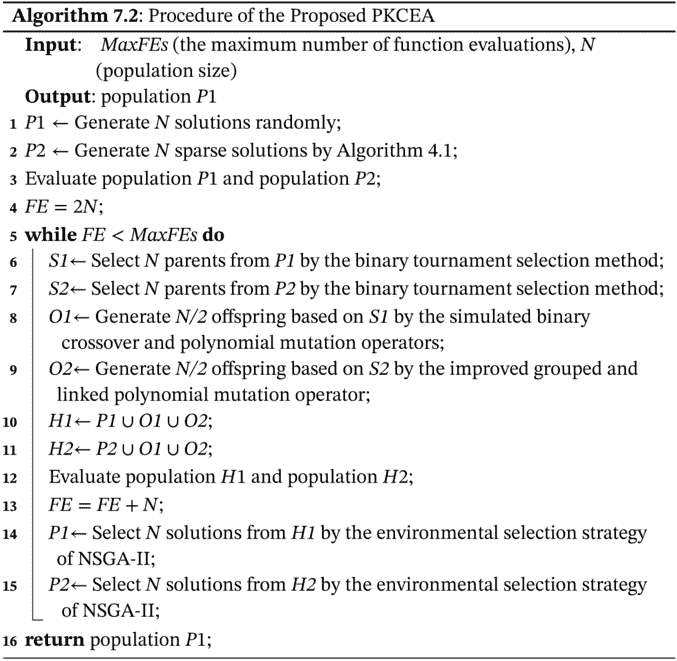 Algorithm 7.2: Procedure of the Proposed PKCEA
Input: MaxFEs (the maximum number of function evaluations), N
(population size)
Output: population P1
1 P1 ← Generate N solutions randomly;
2 P2 ← Generate N sparse solutions by Algorithm 4.1;
3 Evaluate population P1 and population P2;
4 FE = 2N;
5 while FE < MaxFEs do
6 S1← Select N parents from P1 by the binary tournament selection method;
7 S2← Select N parents from P2 by the binary tournament selection method;
8 O1← Generate N/2 offspring based on S1 by the simulated binary
crossover and polynomial mutation operators;
9 O2← Generate N/2 offspring based on S2 by the improved grouped and
linked polynomial mutation operator;
10 H1← P1 ∪ O1 ∪ O2;
11 H2← P2 ∪ O1 ∪ O2;
12 Evaluate population H1 and population H2;
13 FE = FE + N;
14 P1← Select N solutions from H1 by the environmental selection strategy
of NSGA-II;
15 P2← Select N solutions from H2 by the environmental selection strategy
of NSGA-II;
16 return population P1;